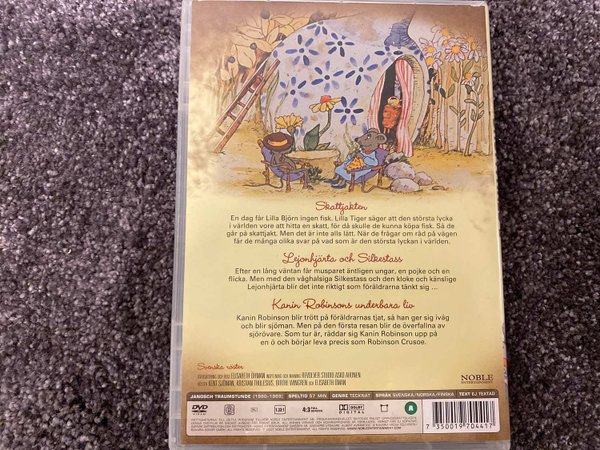 Skattjakten
En dag får Lilla Björn ingen fisk. Lilla Tiger säger att den största lycka
i världen vore att hitta en skatt, för då skulle de kunna köpa fisk. Så de
går på skattjakt. Men det är inte alls lätt. När de frågar om råd på vägen
får de många olika svar på vad som är den största lyckan i världen.
Lejonhjärta och Silkestass
Efter en lång väntan får musparet äntligen ungar, en pojke och en
flicka. Men med den våghalsiga Silkestass och den kloke och känslige
Lejonhjärta blir det inte riktigt som föräldrarna tänkt sig ...
Kanin Robinsons underbara liv
Kanin Robinson blir trött på föräldrarnas tjat, så han ger sig iväg
och blir sjöman. Men på den första resan blir de överfallna av
sjörövare. Som tur är, räddar sig Kanin Robinson upp på
en ö och börjar leva precis som Robinson Crusoe.
Svenska röster
ELISABETH ÖHMAN
NOBLE
ENTERTAINMENT
JANOSCH TRAUMSTUNDE SPELTID 57 MIN GENRE TECKNAT SPRÅK SVENSKA/NORSKA/FINSKA TEXT EJ TEXTAD
DVD
4:3
DOLBY
DIGITAL
7 350019 704417